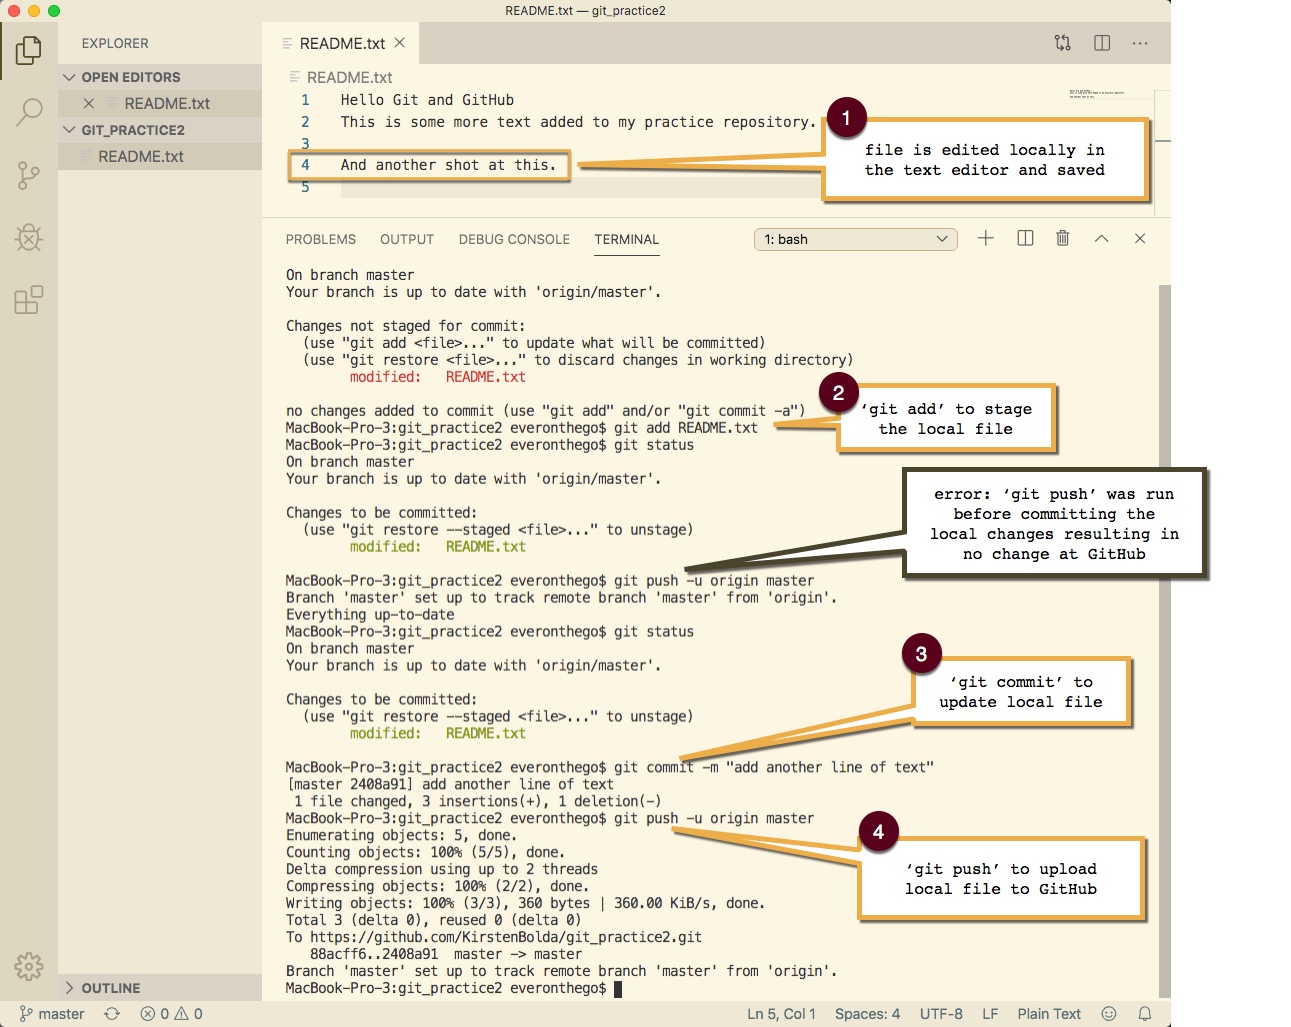 README.txt — git_practice2
EXPLORER
OPEN EDITORS
README.txt
GIT_PRACTICE2
README.txt
OUTLINE
README.txt
README.txt
1 Hello Git and GitHub
2 This is some more text added to my practice repository.
3
4 And another shot at this.
5
1
file is edited locally in
the text editor and saved
PROBLEMS OUTPUT DEBUG CONSOLE TERMINAL 1: bash
On branch master
Your branch is up to date with 'origin/master'.
Changes not staged for commit:
(use "git add <file>..." to update what will be committed)
(use "git restore <file>..." to discard changes in working directory)
modified: README.txt
no changes added to commit (use "git add" and/or "git commit -a")
MacBook-Pro-3:git_practice2 everonthego$ git add README.txt
2
‘git add’ to stage
the local file
MacBook-Pro-3:git_practice2 everonthego$ git status
On branch master
Your branch is up to date with 'origin/master'.
Changes to be committed:
(use "git restore --staged <file>..." to unstage)
modified: README.txt
error: ‘git push’ was run
before committing the
local changes resulting in
no change at GitHub
MacBook-Pro-3:git_practice2 everonthego$ git push -u origin master
Branch 'master' set up to track remote branch 'master' from 'origin'.
Everything up-to-date
MacBook-Pro-3:git_practice2 everonthego$ git status
On branch master
Your branch is up to date with 'origin/master'.
Changes to be committed:
(use "git restore --staged <file>..." to unstage)
modified: README.txt
3
‘git commit’ to
update local file
MacBook-Pro-3:git_practice2 everonthego$ git commit -m "add another line of text"
[master 2408a91] add another line of text
1 file changed, 3 insertions(+), 1 deletion(-)
MacBook-Pro-3:git_practice2 everonthego$ git push -u origin master
4
‘git push’ to upload
local file to GitHub
Enumerating objects: 5, done.
Counting objects: 100% (5/5), done.
Delta compression using up to 2 threads
Compressing objects: 100% (2/2), done.
Writing objects: 100% (3/3), 360 bytes | 360.00 KiB/s, done.
Total 3 (delta 0), reused 0 (delta 0)
To https://github.com/KirstenBolda/git_practice2.git
88acff6..2408a91 master -> master
Branch 'master' set up to track remote branch 'master' from 'origin'.
MacBook-Pro-3:git_practice2 everonthego$
master 0 0 Ln 5, Col 1 Spaces: 4 UTF-8 LF Plain Text